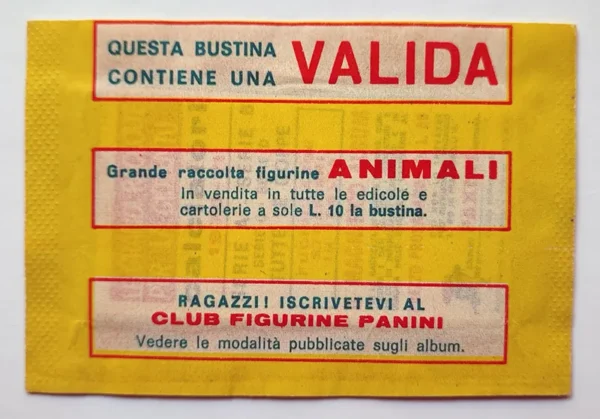 QUESTA BUSTINA
CONTIENE UNA
VALIDA
Grande raccolta figurine ANIMALI
In vendita in tutte le edicole e
cartolerie a sole L. 10 la bustina.
RAGAZZI! ISCRIVETEVI AL
CLUB FIGURINE PANINI
Vedere le modalità pubblicate sugli album.